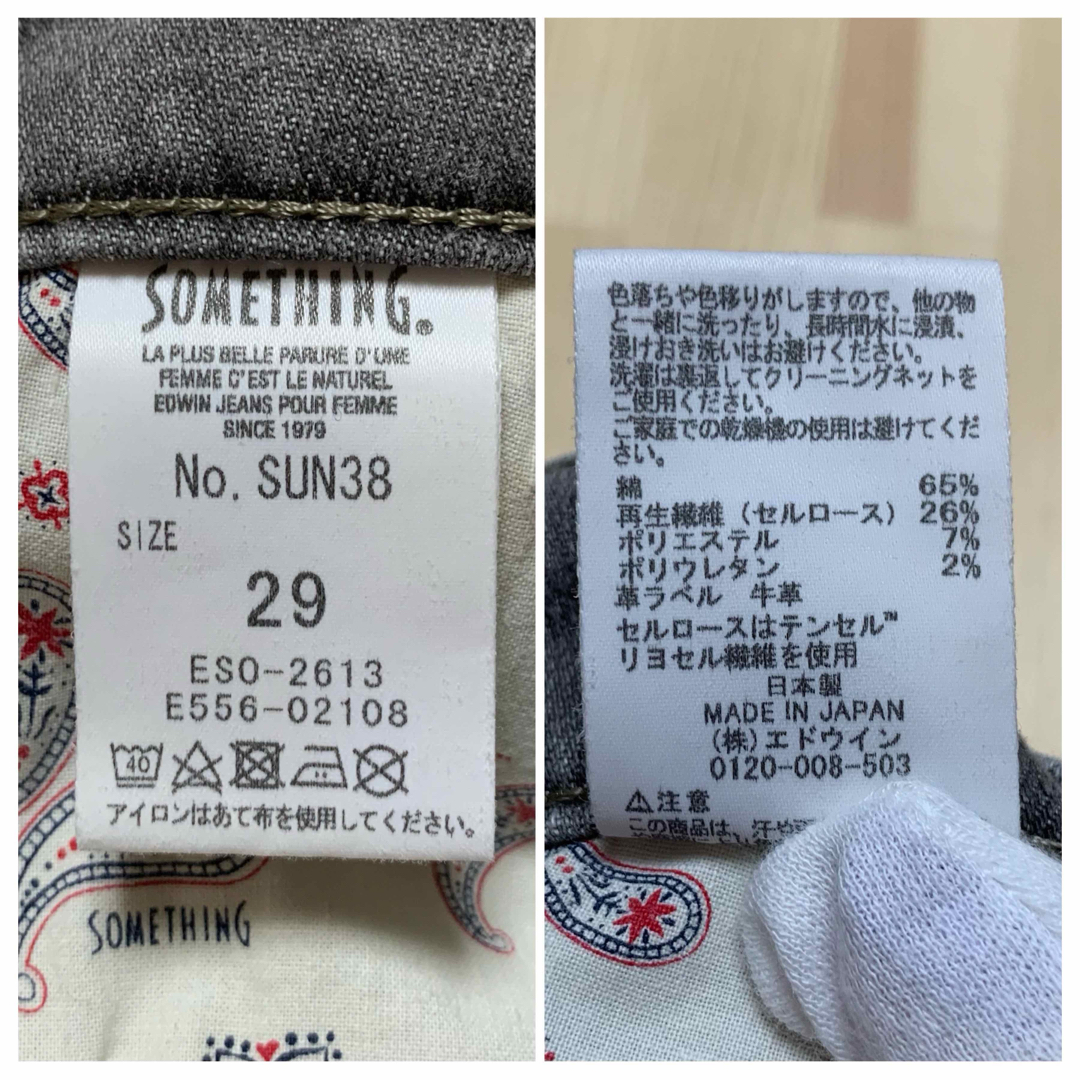 SOMETHING®
LA PLUS BELLE PARURE D'UNE
FEMME C'EST LE NATUREL
EDWIN JEANS POUR FEMME
SINCE 1979
No. SUN38
SIZE
29
ESO-2613
E556-02108
40
アイロンはあて布を使用してください。
SOMETHING
色落ちや色移りがしますので、他の物
と一緒に洗ったり、長時間水に浸漬、
浸けおき洗いはお避けください。
洗濯は裏返してクリーニングネットを
ご使用ください。
ご家庭での乾燥機の使用は避けてくだ
さい。
綿 65%
再生繊維（セルロース） 26%
ポリエステル 7%
ポリウレタン 2%
革ラベル 牛革
セルロースはテンセル™
リヨセル繊維を使用
日本製
MADE IN JAPAN
(株)エドウイン
0120-008-503
⚠注意
この商品は、汗や